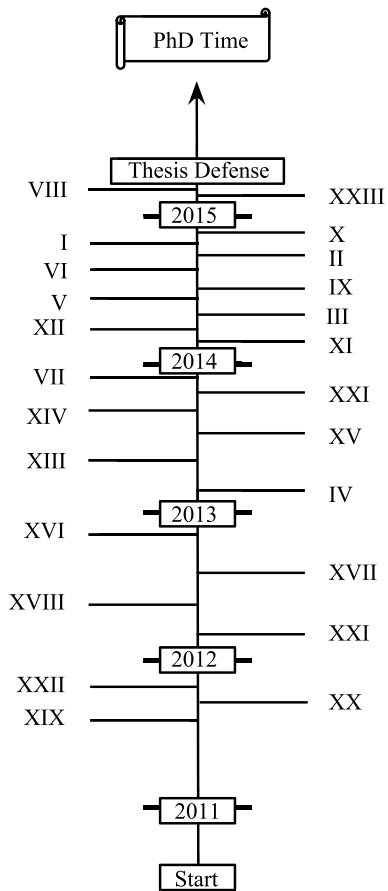 PhD Time
Thesis Defense
VIII
XXIII
2015
X
I
II
VI
IX
V
III
XII
XI
2014
VII
XXI
XIV
XV
XIII
IV
2013
XVI
XVII
XVIII
XXI
2012
XXII
XX
XIX
2011
Start